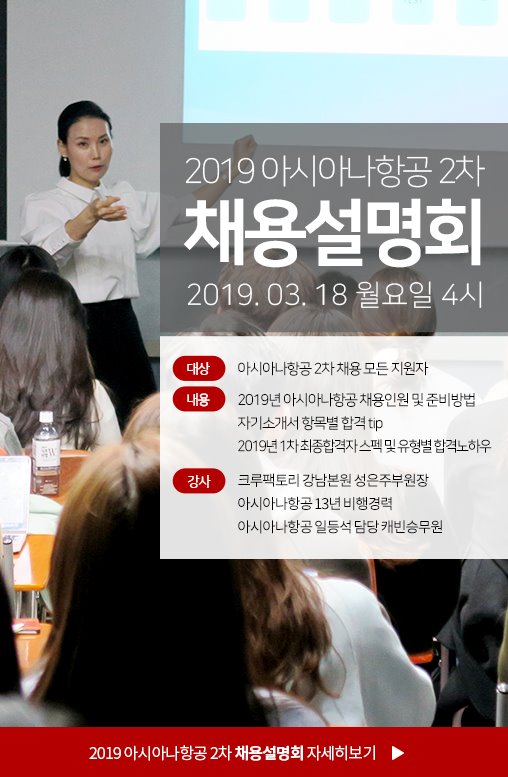 2019 아시아나항공 2차
채용설명회
2019. 03. 18 월요일 4시
대상 아시아나항공 2차 채용 모든 지원자
내용 2019년 아시아나항공 채용인원 및 준비방법
자기소개서 항목별 합격 tip
2019년 1차 최종합격자 스펙 및 유형별 합격노하우
강사 크루팩토리 강남본원 성은주부원장
아시아나항공 13년 비행경력
아시아나항공 일등석 담당 캐빈승무원
2019 아시아나항공 2차 채용설명회 자세히보기 ▶